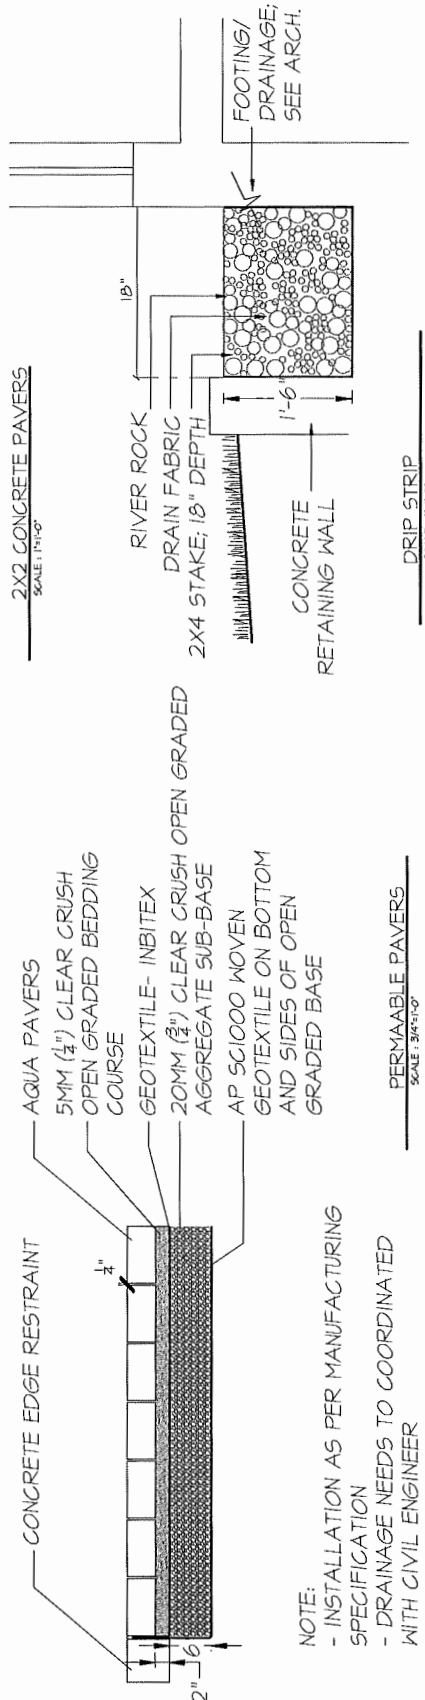 CONCRETE EDGE RESTRAINT
AQUA PAVERS
5MM (1/4") CLEAR CRUSH
OPEN GRADED BEDDING
COURSE
GEOTEXTILE- INBITEX
20MM (3/4") CLEAR CRUSH OPEN GRADED
AGGREGATE SUB-BASE
AP SC1000 WOVEN
GEOTEXTILE ON BOTTOM
AND SIDES OF OPEN
GRADED BASE
1/4"
2"
6
NOTE:
- INSTALLATION AS PER MANUFACTURING
SPECIFICATION
- DRAINAGE NEEDS TO COORDINATED
WITH CIVIL ENGINEER
PERMAABLE PAVERS
SCALE : 3/4"=1'-0"
2X2 CONCRETE PAVERS
SCALE : 1"=1'-0"
18"
RIVER ROCK
DRAIN FABRIC
2X4 STAKE; 18" DEPTH
1'-6"
CONCRETE
RETAINING WALL
FOOTING/
DRAINAGE;
SEE ARCH.
DRIP STRIP